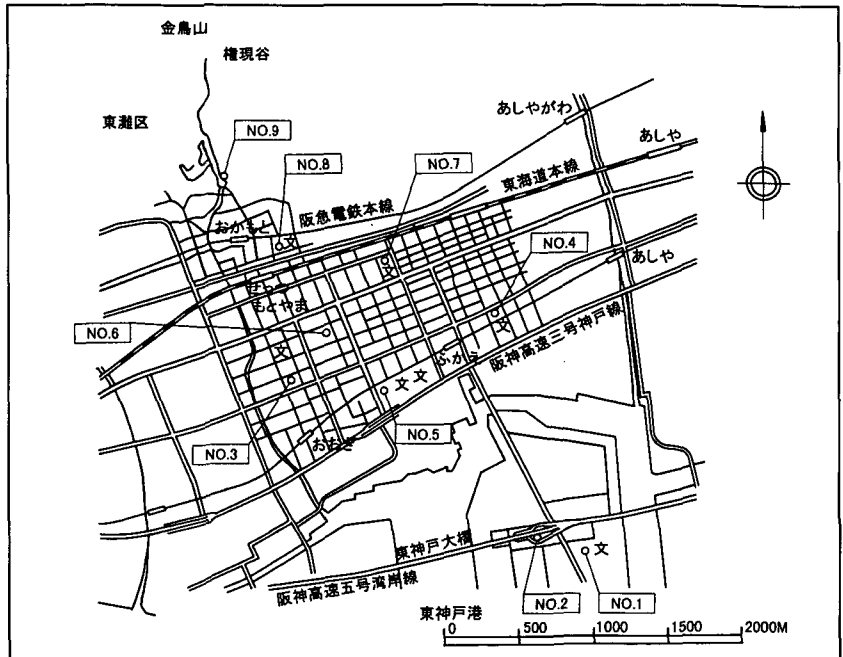 金鳥山
権現谷
東灘区
NO.9
あしやがわ
あしや
NO.8
NO.7
東海道本線
阪急電鉄本線
おかもと
文
NO.4
文
せっつ
もとやま
あしや
NO.6
文
文
ふかえ
阪神高速三号神戸線
文 文
NO.3
おおぎ
NO.5
東神戸大橋
文
阪神高速五号湾岸線
NO.2
NO.1
東神戸港
0 500 1000 1500 2000M